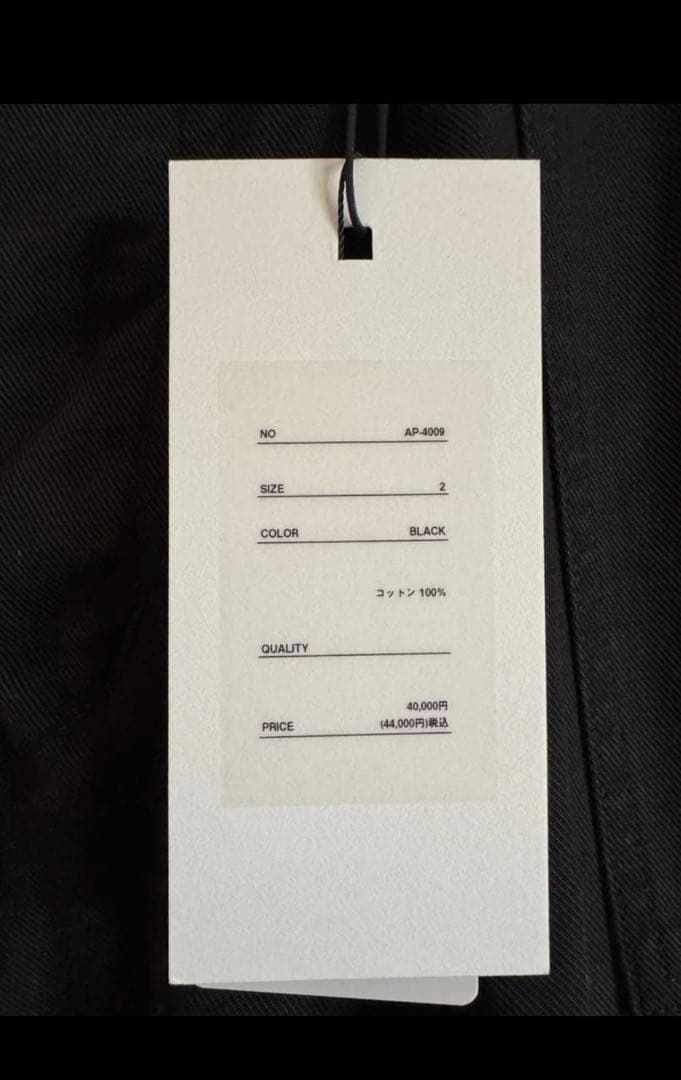 NO AP-4009
SIZE 2
COLOR BLACK
コットン 100%
QUALITY
40,000円
PRICE (44,000円)税込